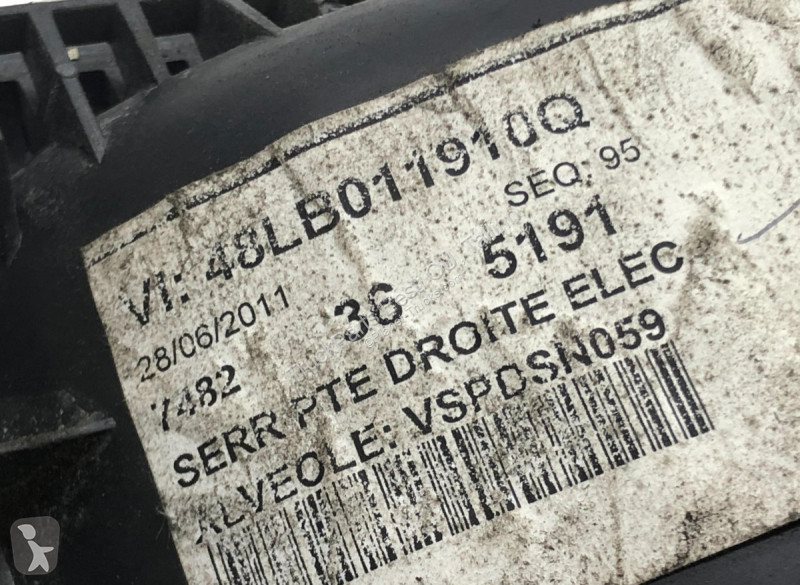 VI: 48LB011910Q
SEQ: 95
28/06/2011 36 5191
7482
SERR PTE DROITE ELEC
ALVEOLE: VSPDSN059